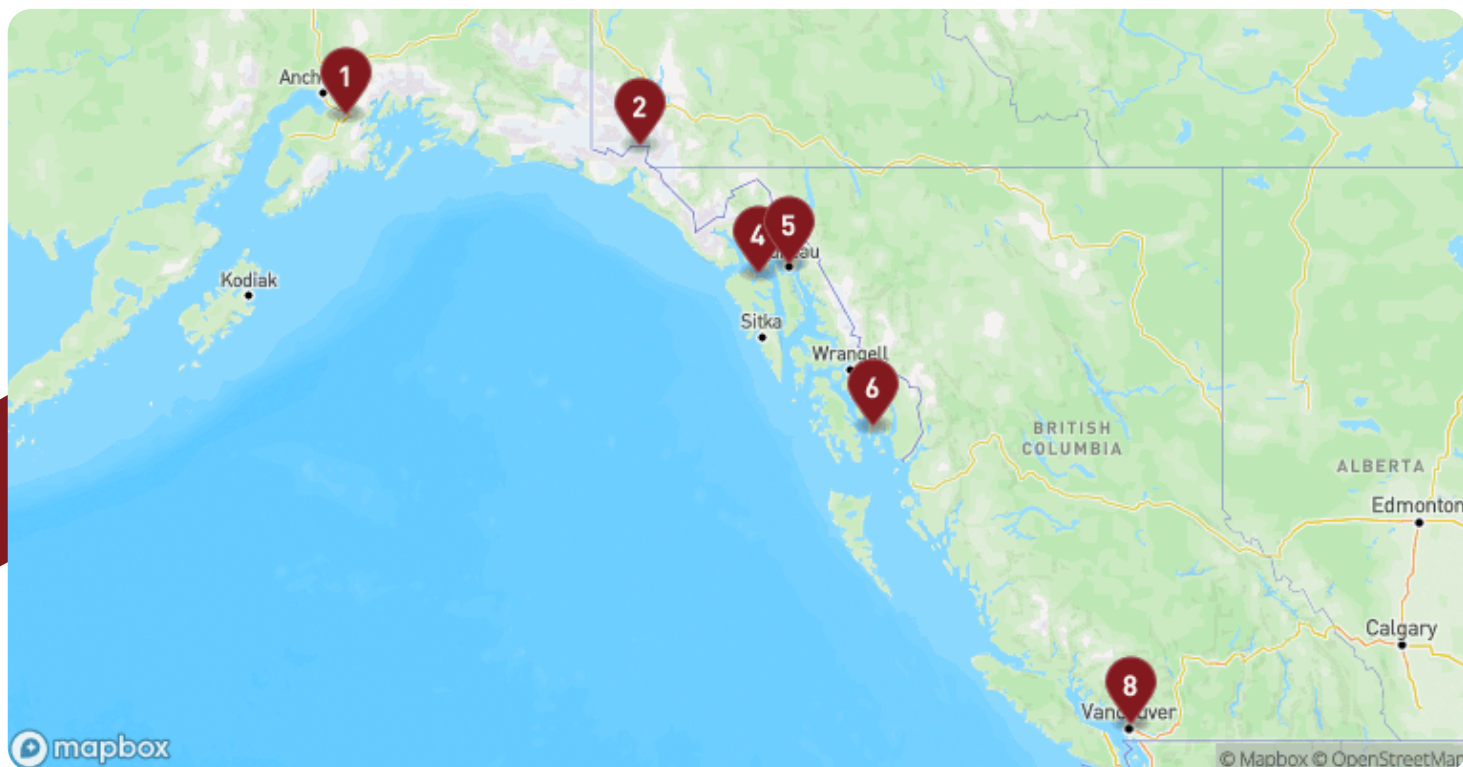 1
Anch
2
4
5
au
Kodiak
Sitka
Wrangell
6
BRITISH
COLUMBIA
ALBERTA
Edmonton
Calgary
8
Vancouver
mapbox
© Mapbox © OpenStreetMap